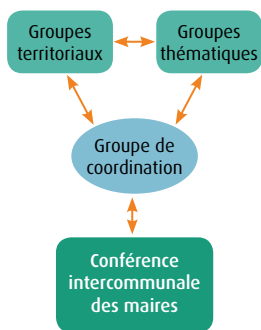 Groupes
territoriaux
Groupes
thématiques
Groupe de
coordination
Conférence
intercommunale
des maires